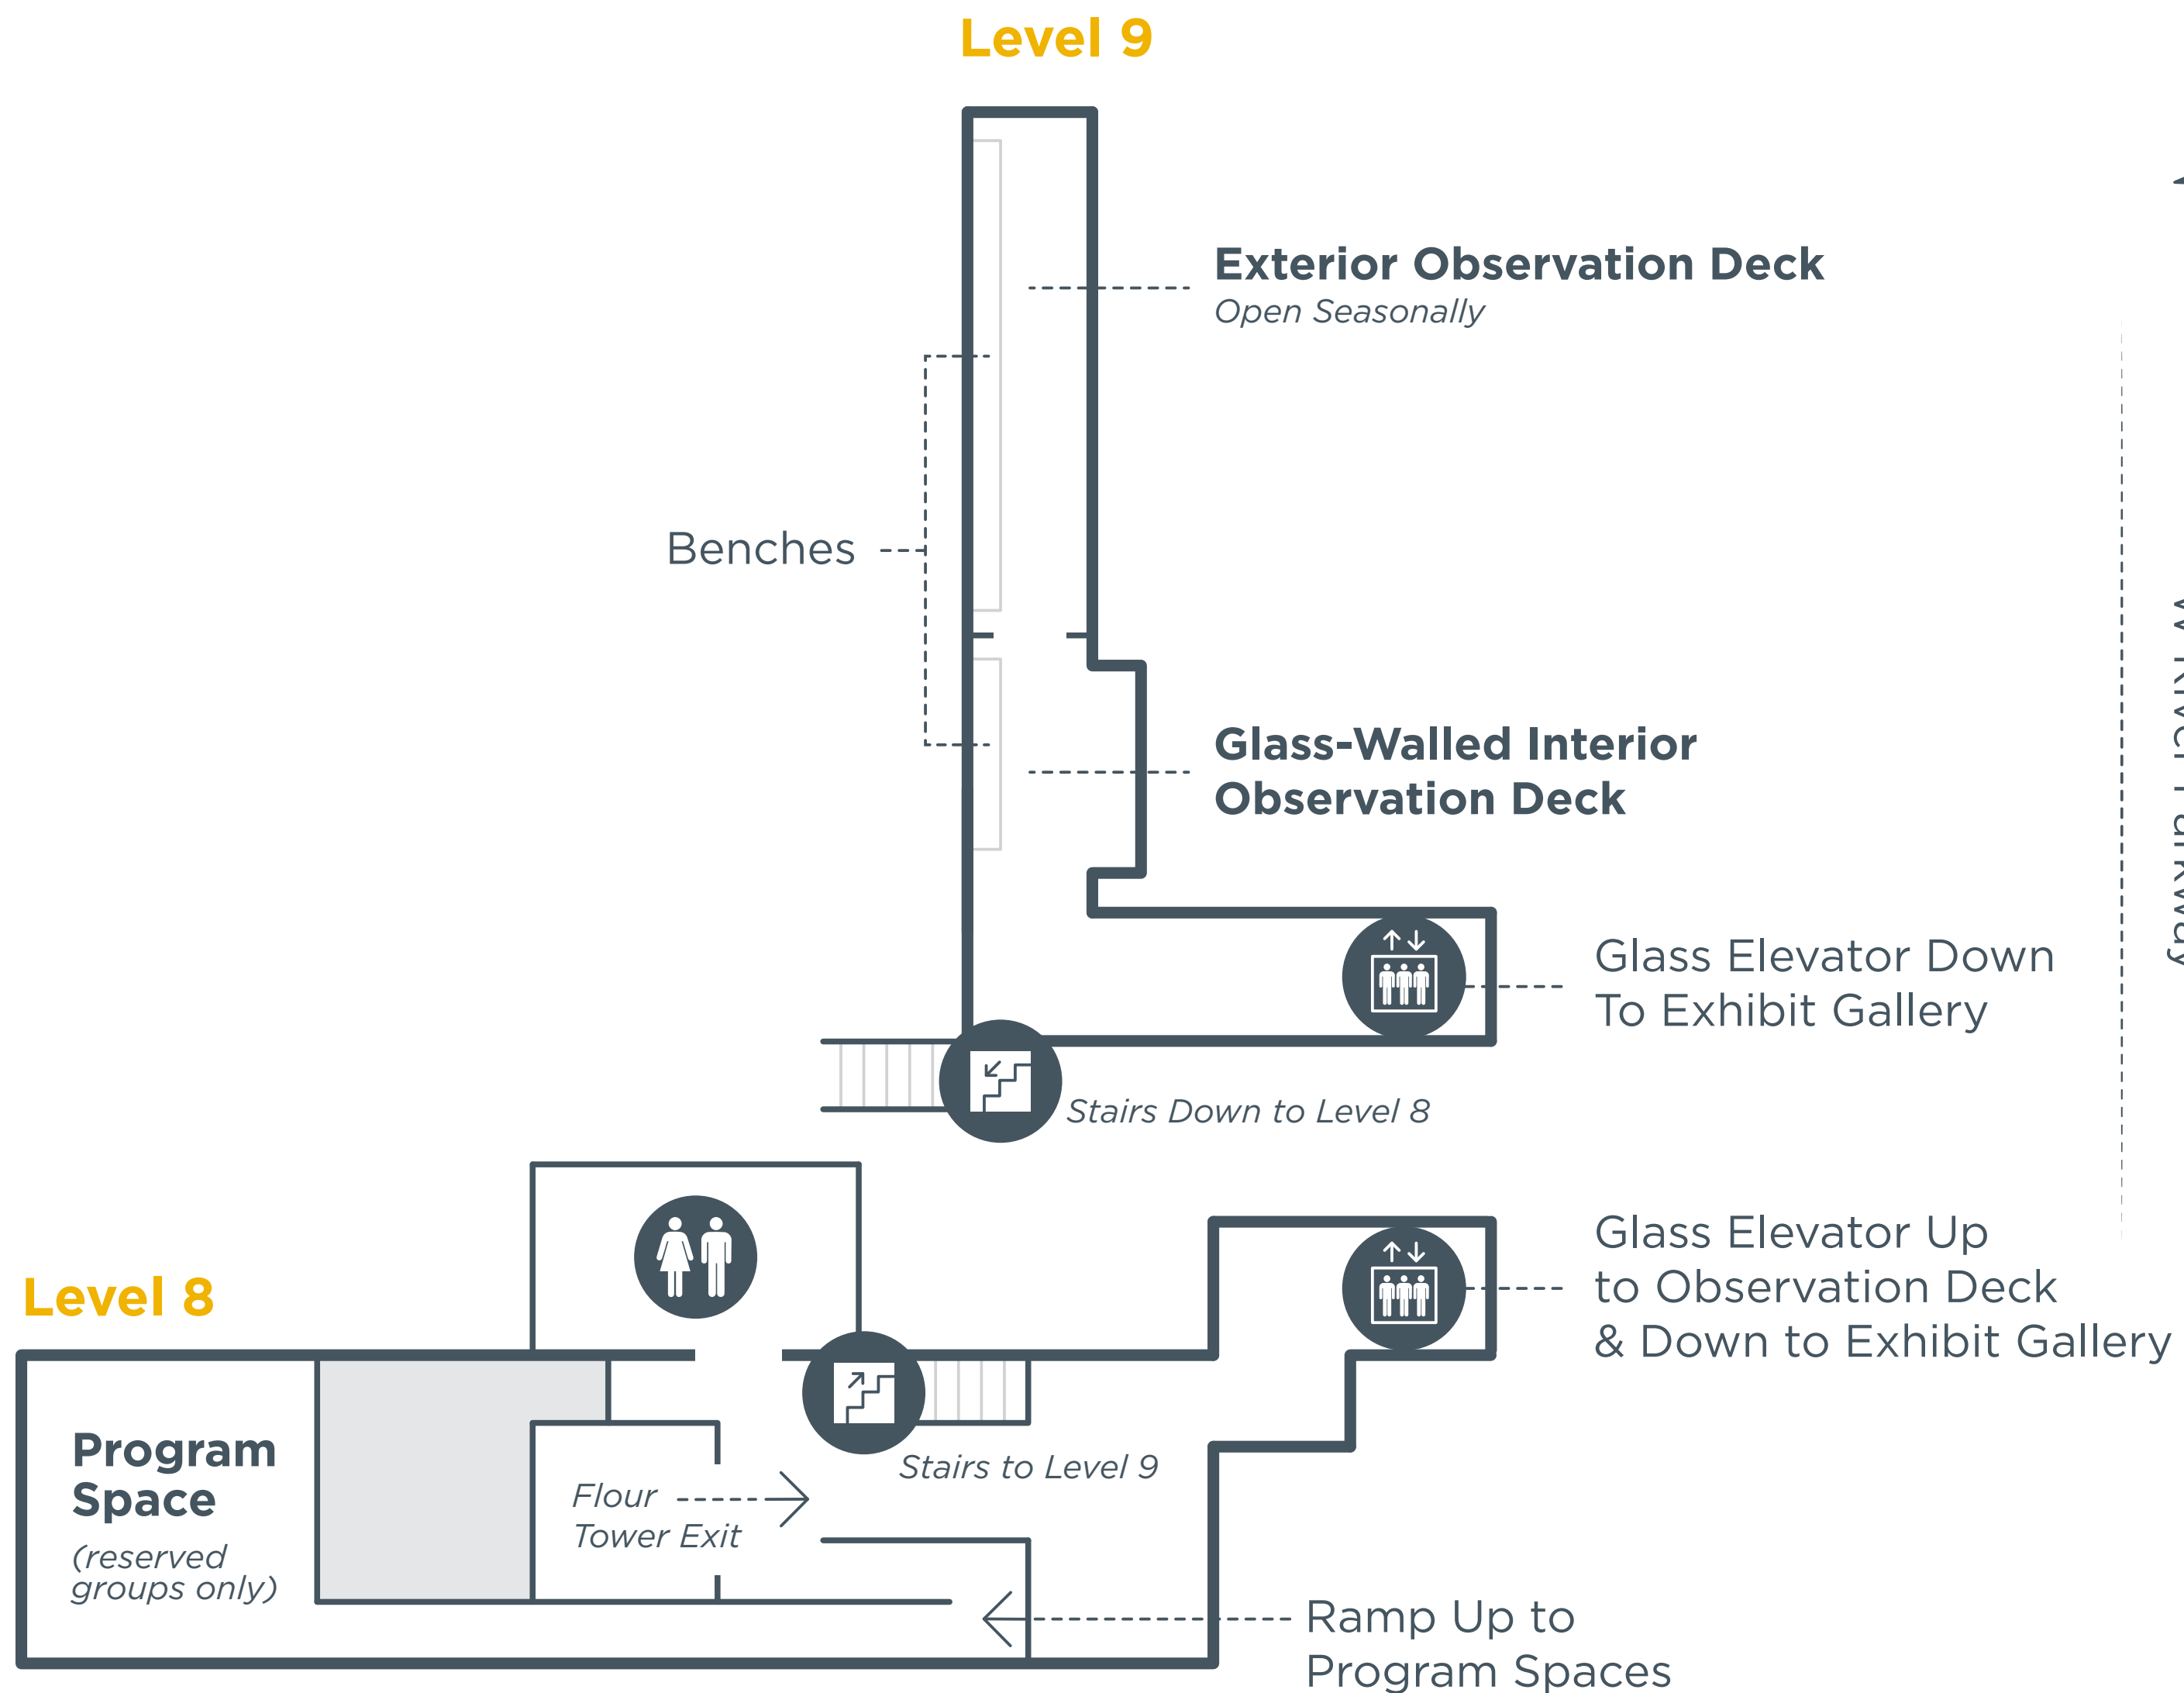 Level 9
Exterior Observation Deck
Open Seasonally
Benches
Glass-Walled Interior
Observation Deck
Glass Elevator Down
To Exhibit Gallery
Stairs Down to Level 8
Glass Elevator Up
to Observation Deck
& Down to Exhibit Gallery
Level 8
Program
Space
(reserved
groups only)
Stairs to Level 9
Flour
Tower Exit
Ramp Up to
Program Spaces
W River Parkway